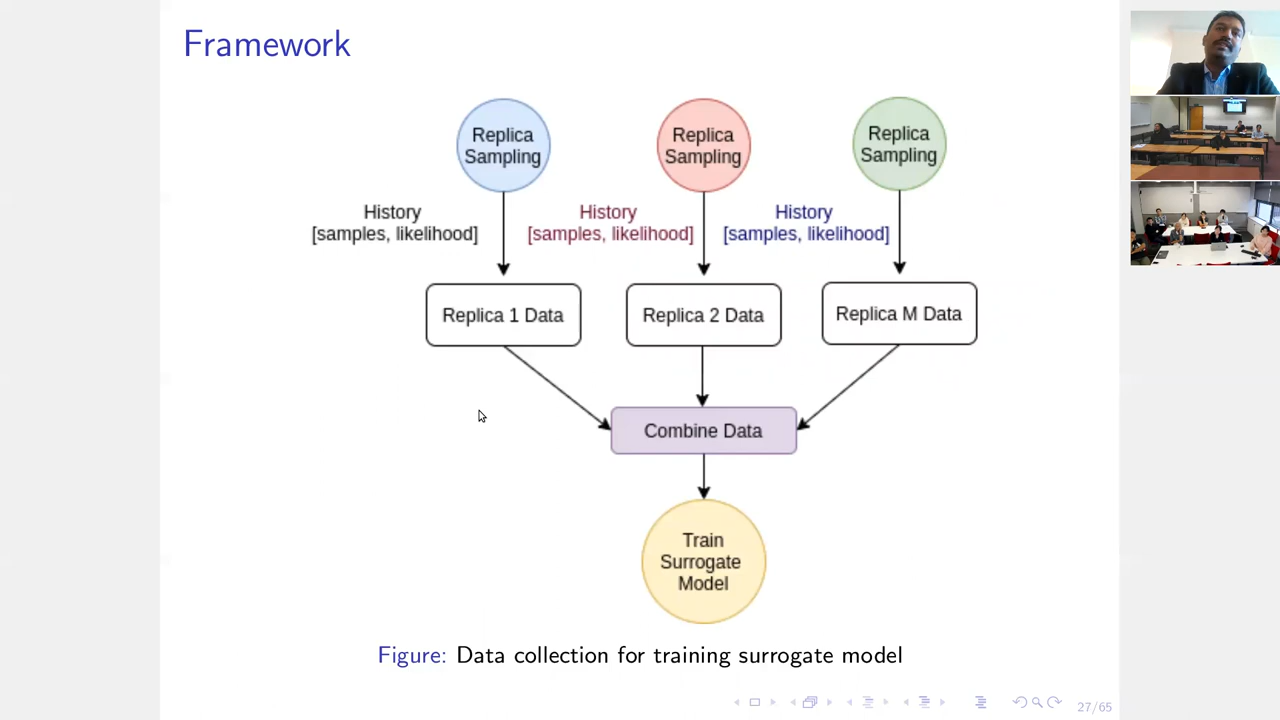 Framework
Replica
Sampling
Replica
Sampling
Replica
Sampling
History
[samples, likelihood]
History
[samples, likelihood]
History
[samples, likelihood]
Replica 1 Data
Replica 2 Data
Replica M Data
Combine Data
Train
Surrogate
Model
Figure: Data collection for training surrogate model
27/65